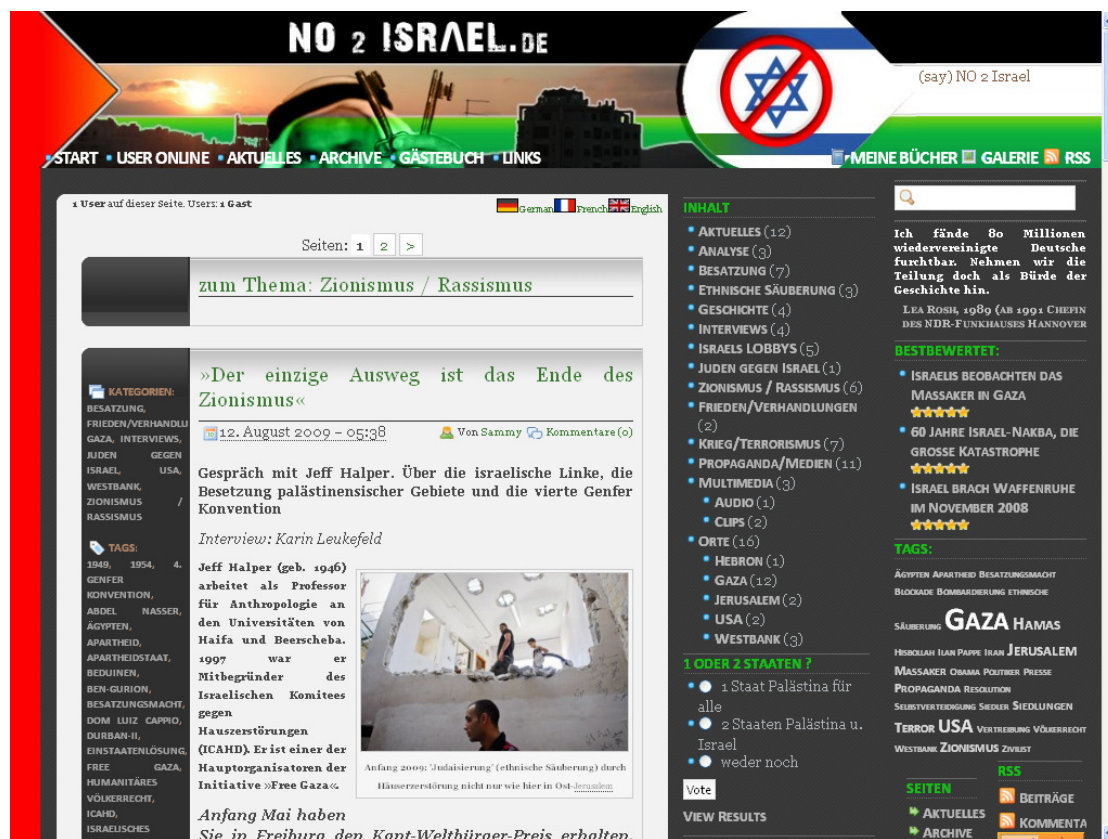 NO 2 ISRAEL.DE
(say) NO 2 Israel
START USER ONLINE AKTUELLES ARCHIVE GÄSTEBUCH LINKS
MEINE BÜCHER GALERIE RSS
1 User auf dieser Seite. Users: 1 Gast
German French English
Seiten: 1 2 >
zum Thema: Zionismus / Rassismus
KATEGORIEN:
BESATZUNG,
FRIEDEN/VERHANDLU
GAZA, INTERVIEWS,
JUDEN GEGEN
ISRAEL, USA,
WESTBANK,
ZIONISMUS /
RASSISMUS
TAGS:
1949, 1954, 4.
GENFER
KONVENTION,
ABDEL NASSER,
ÄGYPTEN,
APARTHEID,
APARTHEIDSTAAT,
BEDUINEN,
BEN-GURION,
BESATZUNGSMACHT,
DOM LUIZ CAPPIO,
DURBAN-II,
EINSTAATENLÖSUNG,
FREE GAZA,
HUMANITÄRES
VÖLKERRECHT,
ICAHD,
ISRAELISCHES
»Der einzige Ausweg ist das Ende des
Zionismus«
12. August 2009 – 05:38
Von Sammy Kommentare (0)
Gespräch mit Jeff Halper. Über die israelische Linke, die
Besetzung palästinensischer Gebiete und die vierte Genfer
Konvention
Interview: Karin Leukefeld
Jeff Halper (geb. 1946)
arbeitet als Professor
für Anthropologie an
den Universitäten von
Haifa und Beerscheba.
1997 war er
Mitbegründer des
Israelischen Komitees
gegen
Hauszerstörungen
(ICAHD). Er ist einer der
Hauptorganisatoren der
Initiative »Free Gaza«.
Anfang 2009: 'Judaisierung' (ethnische Säuberung) durch
Häuserzerstörung nicht nur wie hier in Ost-Jerusalem
Anfang Mai haben
Sie in Freiburg den Kant-Weltbürger-Preis erhalten,
INHALT
AKTUELLES (12)
ANALYSE (3)
BESATZUNG (7)
ETHNISCHE SÄUBERUNG (3)
GESCHICHTE (4)
INTERVIEWS (4)
ISRAELS LOBBYS (5)
JUDEN GEGEN ISRAEL (1)
ZIONISMUS / RASSISMUS (6)
FRIEDEN/VERHANDLUNGEN
(2)
KRIEG/TERRORISMUS (7)
PROPAGANDA/MEDIEN (11)
MULTIMEDIA (3)
AUDIO (1)
CLIPS (2)
ORTE (16)
HEBRON (1)
GAZA (12)
JERUSALEM (2)
USA (2)
WESTBANK (3)
1 ODER 2 STAATEN ?
1 Staat Palästina für
alle
2 Staaten Palästina u.
Israel
weder noch
Vote
VIEW RESULTS
Ich fände 80 Millionen
wiedervereinigte Deutsche
furchtbar. Nehmen wir die
Teilung doch als Bürde der
Geschichte hin.
LEA ROSH, 1989 (AB 1991 CHEFIN
DES NDR-FUNKHAUSES HANNOVER
BESTBEWERTET:
ISRAELIS BEOBACHTEN DAS
MASSAKER IN GAZA
60 JAHRE ISRAEL-NAKBA, DIE
GROSSE KATASTROPHE
ISRAEL BRACH WAFFENRUHE
IM NOVEMBER 2008
TAGS:
ÄGYPTEN APARTHEID BESATZUNGSMACHT
BLOCKADE BOMBARDIERUNG ETHNISCHE
SÄUBERUNG GAZA HAMAS
HISBOLLAH ILAN PAPPE IRAN JERUSALEM
MASSAKER OBAMA POLITIKER PRESSE
PROPAGANDA RESOLUTION
SELBSTVERTEIDIGUNG SIEDLER SIEDLUNGEN
TERROR USA VERTREIBUNG VÖLKERRECHT
WESTBANK ZIONISMUS ZIVILIST
SEITEN
AKTUELLES
ARCHIVE
RSS
BEITRÄGE
KOMMENTA